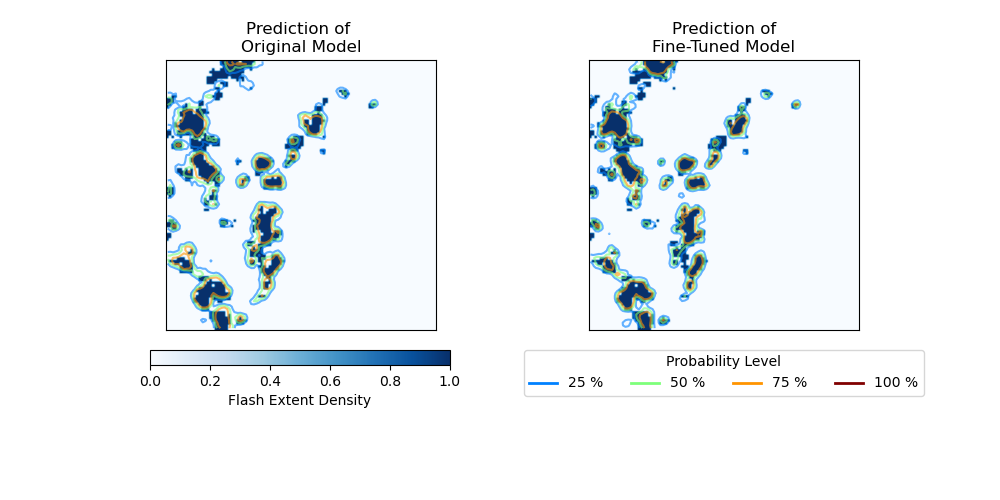 Prediction of
Original Model
Prediction of
Fine-Tuned Model
0.0 0.2 0.4 0.6 0.8 1.0
Flash Extent Density
Probability Level
25 % 50 % 75 % 100 %